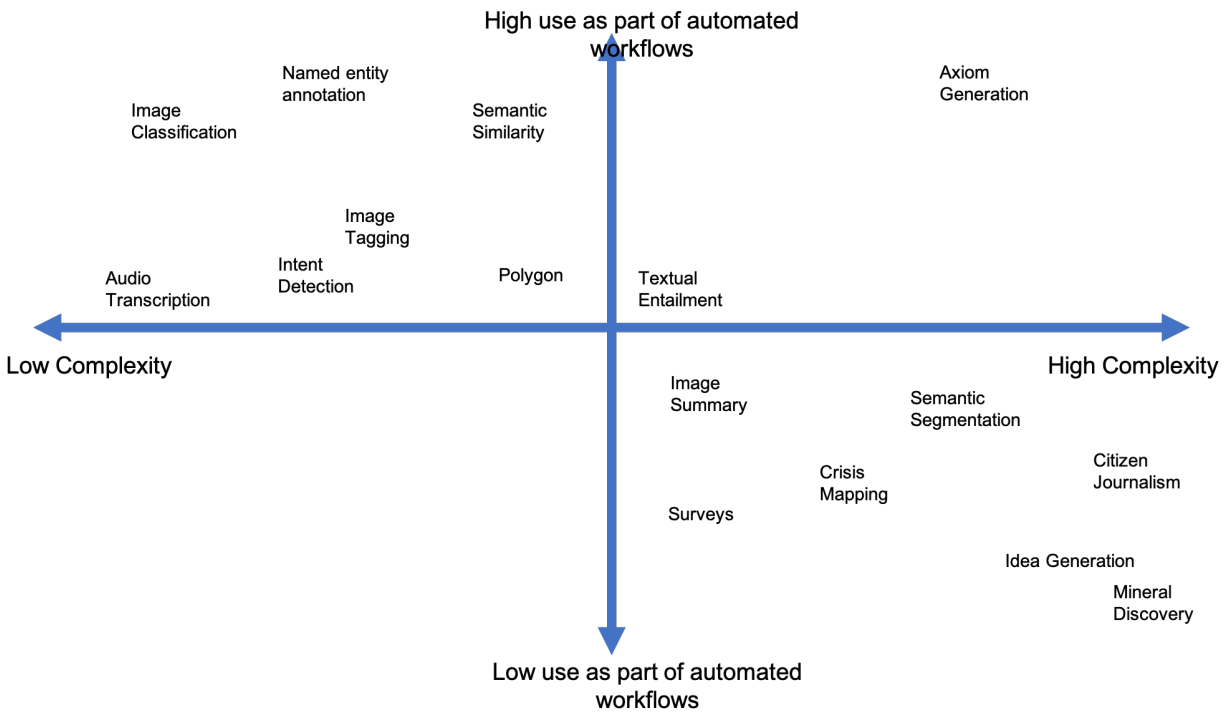 High use as part of automated
workflows
Named entity
annotation
Axiom
Generation
Image
Classification
Semantic
Similarity
Image
Tagging
Intent
Detection
Polygon
Audio
Transcription
Textual
Entailment
Low Complexity
High Complexity
Image
Summary
Semantic
Segmentation
Citizen
Journalism
Crisis
Mapping
Surveys
Idea Generation
Mineral
Discovery
Low use as part of automated
workflows